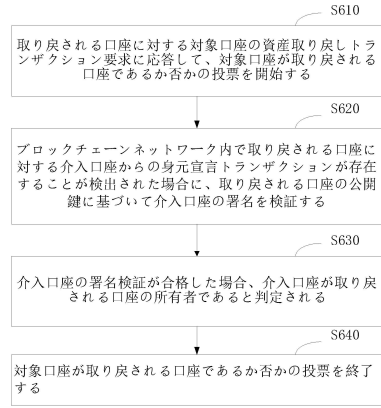 S610
取り戻される口座に対する対象口座の資産取り戻しトラ
ンザクション要求に応答して、対象口座が取り戻される
口座であるか否かの投票を開始する
S620
ブロックチェーンネットワーク内で取り戻される口座に
対する介入口座からの身元宣言トランザクションが存在
することが検出された場合に、取り戻される口座の公開
鍵に基づいて介入口座の署名を検証する
S630
介入口座の署名検証が合格した場合、介入口座が取り戻
される口座の所有者であると判定される
S640
対象口座が取り戻される口座であるか否かの投票を終了
する